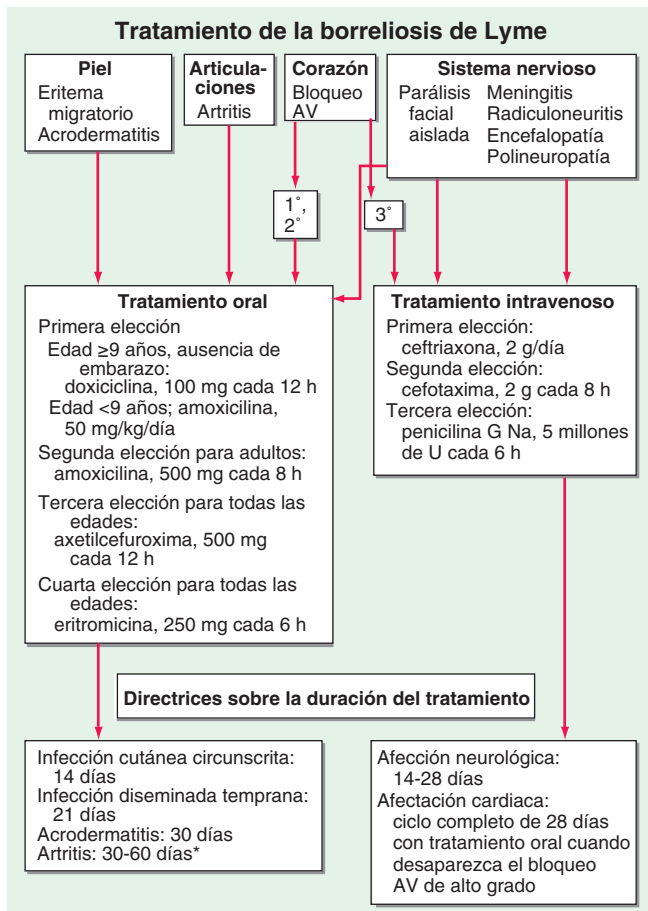 Tratamiento de la borreliosis de Lyme
Piel
Eritema
migratorio
Acrodermatitis
Articula-
ciones
Artritis
Corazón
Bloqueo
AV
Sistema nervioso
Parálisis
facial
aislada
Meningitis
Radiculoneuritis
Encefalopatía
Polineuropatía
1°,
2°
3°
Tratamiento oral
Primera elección
Edad ≥9 años, ausencia de
embarazo:
doxiciclina, 100 mg cada 12 h
Edad <9 años; amoxicilina,
50 mg/kg/día
Segunda elección para adultos:
amoxicilina, 500 mg cada 8 h
Tercera elección para todas las
edades:
axetilcefuroxima, 500 mg
cada 12 h
Cuarta elección para todas las
edades:
eritromicina, 250 mg cada 6 h
Tratamiento intravenoso
Primera elección:
ceftriaxona, 2 g/día
Segunda elección:
cefotaxima, 2 g cada 8 h
Tercera elección:
penicilina G Na, 5 millones
de U cada 6 h
Directrices sobre la duración del tratamiento
Infección cutánea circunscrita:
14 días
Infección diseminada temprana:
21 días
Acrodermatitis: 30 días
Artritis: 30-60 días*
Afección neurológica:
14-28 días
Afectación cardiaca:
ciclo completo de 28 días
con tratamiento oral cuando
desaparezca el bloqueo
AV de alto grado